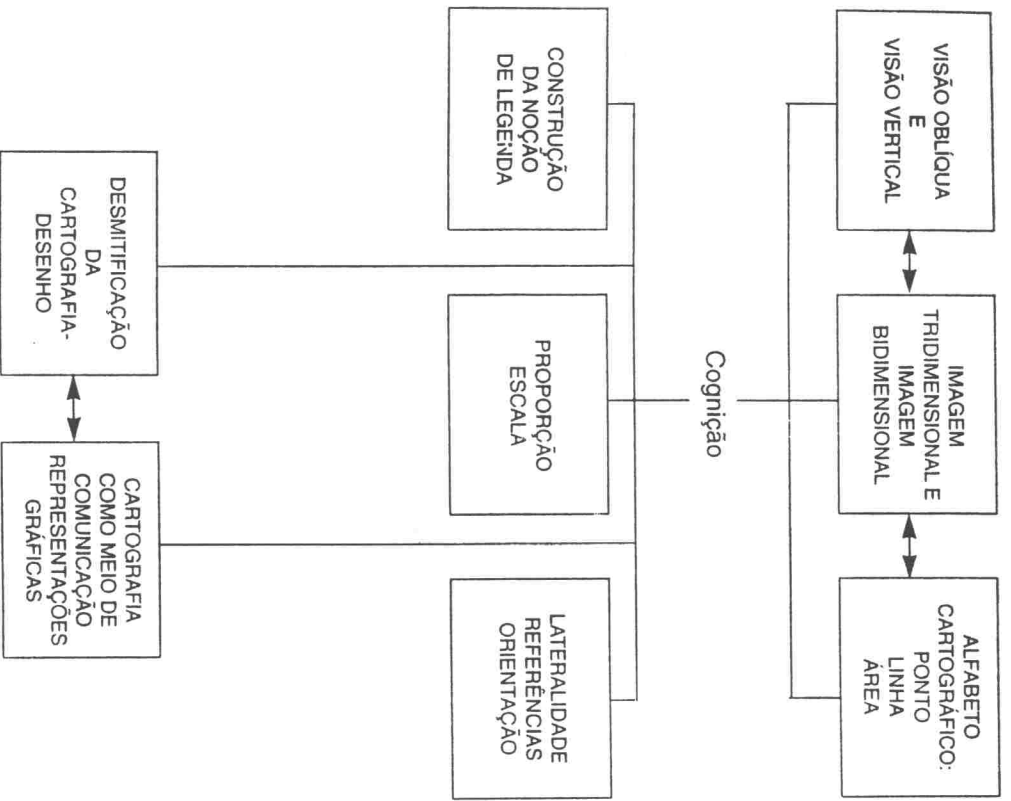 VISÃO OBLÍQUA
E
VISÃO VERTICAL
IMAGEM
TRIDIMENSIONAL E
IMAGEM
BIDIMENSIONAL
ALFABETO
CARTOGRÁFICO:
PONTO
LINHA
ÁREA
Cognição
CONSTRUÇÃO
DA NOÇÃO
DE LEGENDA
PROPORÇÃO
ESCALA
LATERALIDADE
REFERÊNCIAS
ORIENTAÇÃO
DESMITIFICAÇÃO
DA
CARTOGRAFIA-
DESENHO
CARTOGRAFIA
COMO MEIO DE
COMUNICAÇÃO
REPRESENTAÇÕES
GRÁFICAS